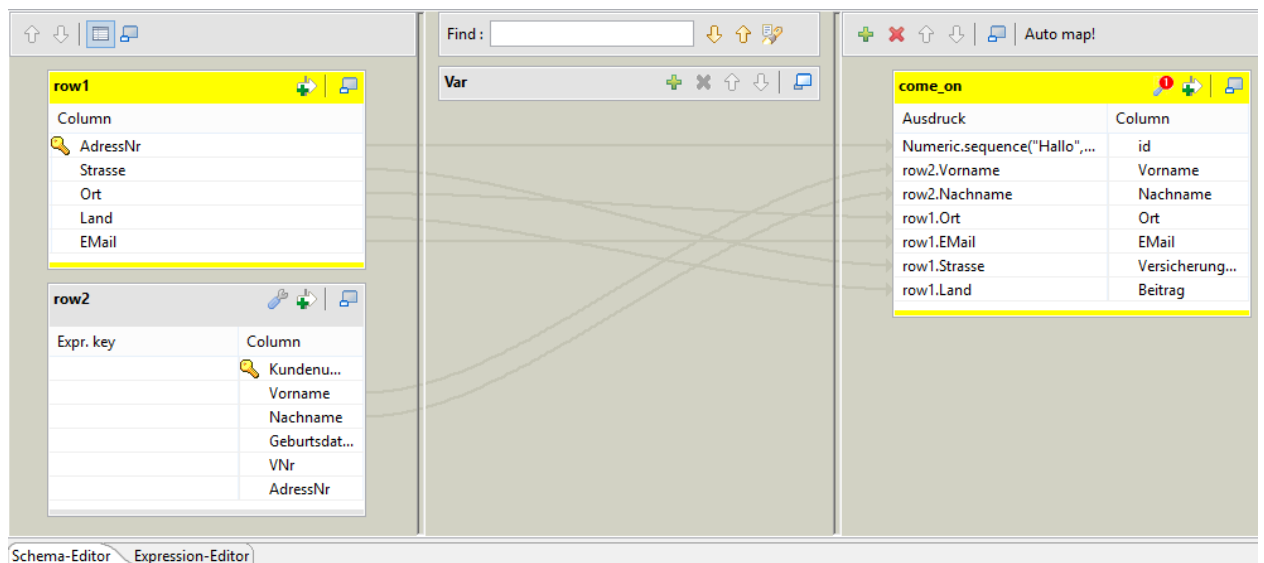 Find :
Auto map!
row1
Column
AdressNr
Strasse
Ort
Land
EMail
row2
Expr. key Column
Kundenu...
Vorname
Nachname
Geburtsdat...
VNr
AdressNr
Var
come_on
1
Ausdruck Column
Numeric.sequence("Hallo",... id
row2.Vorname Vorname
row2.Nachname Nachname
row1.Ort Ort
row1.EMail EMail
row1.Strasse Versicherung...
row1.Land Beitrag
Schema-Editor Expression-Editor